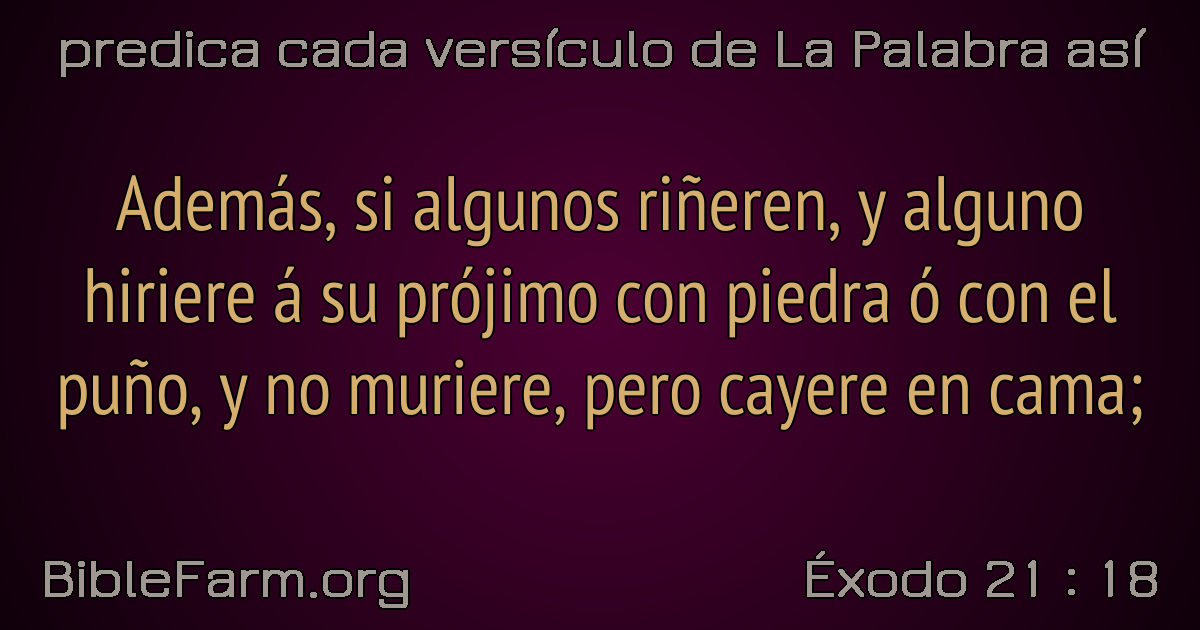 predica cada versículo de La Palabra así
Además, si algunos riñeren, y alguno
hiriere á su prójimo con piedra ó con el
puño, y no muriere, pero cayere en cama;
BibleFarm.org
Éxodo 21 : 18